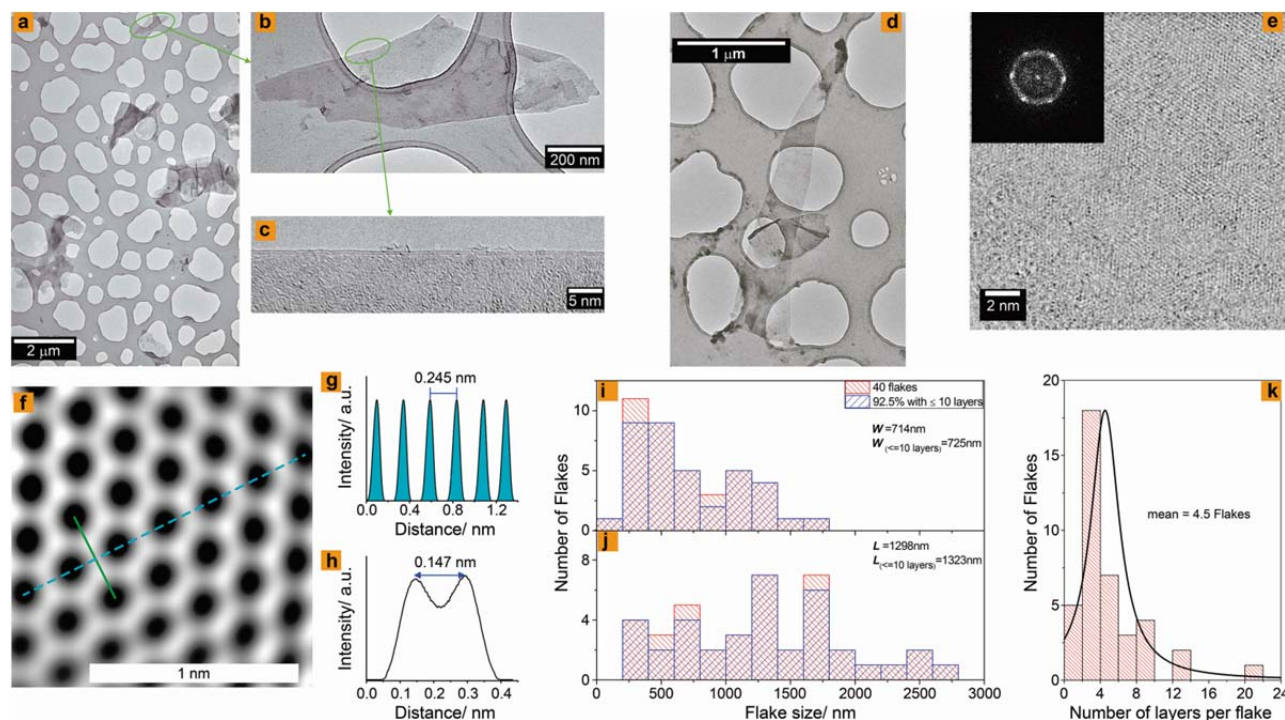 a
2 μm
b
200 nm
c
5 nm
d
1 μm
e
2 nm
f
1 nm
g
0.245 nm
Intensity/ a.u.
0.0 0.4 0.8 1.2
Distance/ nm
h
0.147 nm
Intensity/ a.u.
0.0 0.1 0.2 0.3 0.4
Distance/ nm
i
40 flakes
92.5% with ≤ 10 layers
W =714nm
W (<=10 layers)=725nm
10
5
0
Number of Flakes
j
L =1298nm
L (<=10 layers)=1323nm
8
4
0
0 500 1000 1500 2000 2500 3000
Flake size/ nm
k
20
15
10
5
0
Number of Flakes
mean = 4.5 Flakes
0 4 8 12 16 20 24
Number of layers per flake